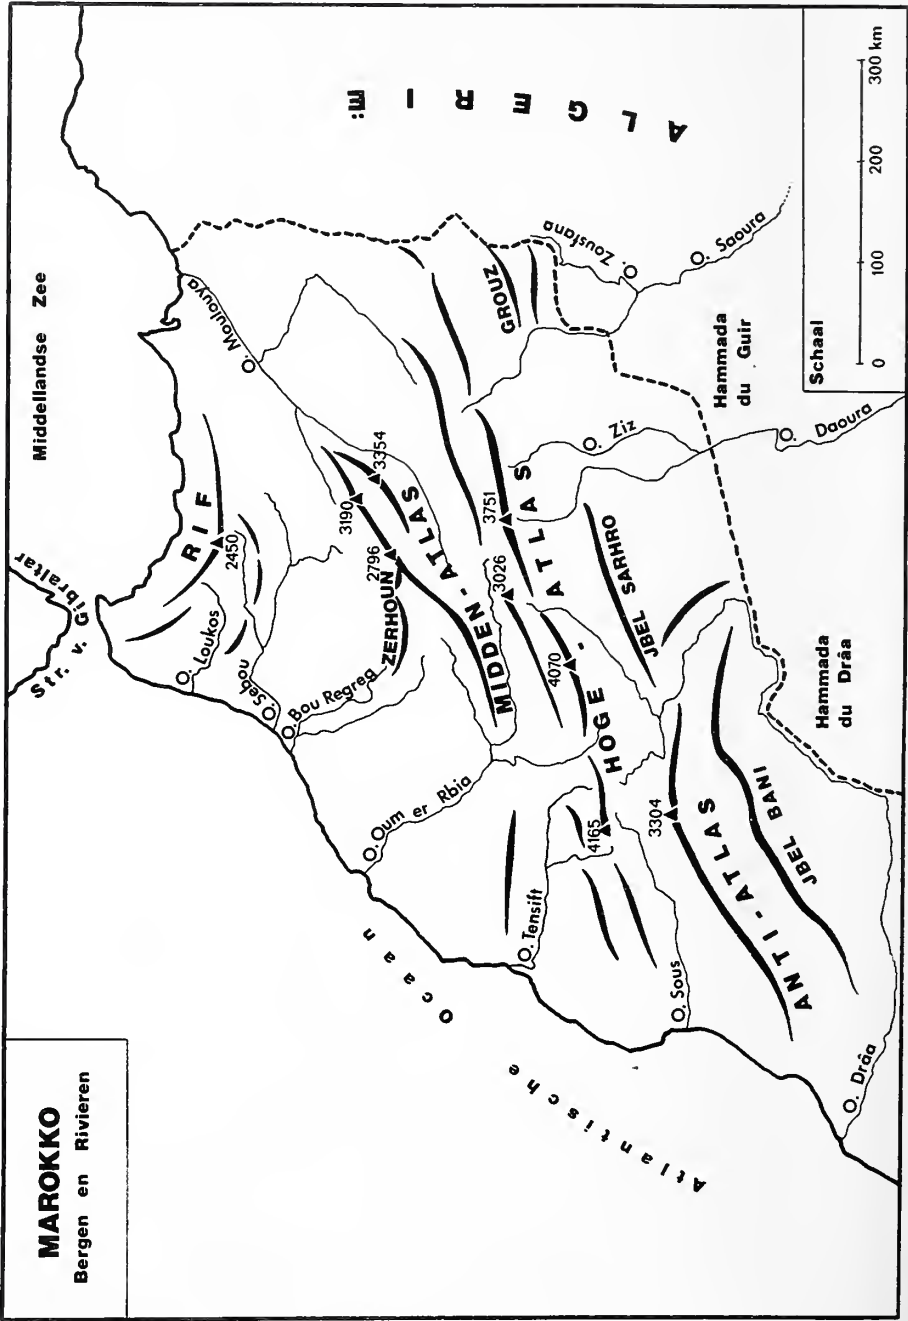 MAROKKO
Bergen en Rivieren
Middellandse Zee
Str. v. Gibraltar
Atlantische Oceaan
ALGERIË
RIF
2450
O. Loukos
O. Sebou
O. Bou Regreg
O. Moulouya
ZERHOUN
2796
3190
3354
MIDDEN-ATLAS
O. Oum er Rbia
O. Tensift
O. Sous
O. Drâa
HOGE - ATLAS
4165
4070
3026
3751
GROUZ
O. Zousfana
O. Saoura
O. Ziz
O. Daoura
JBEL SARHRO
ANTI-ATLAS
3304
JBEL BANI
Hammada
du Guir
Hammada
du Drâa
Schaal
0 100 200 300 km